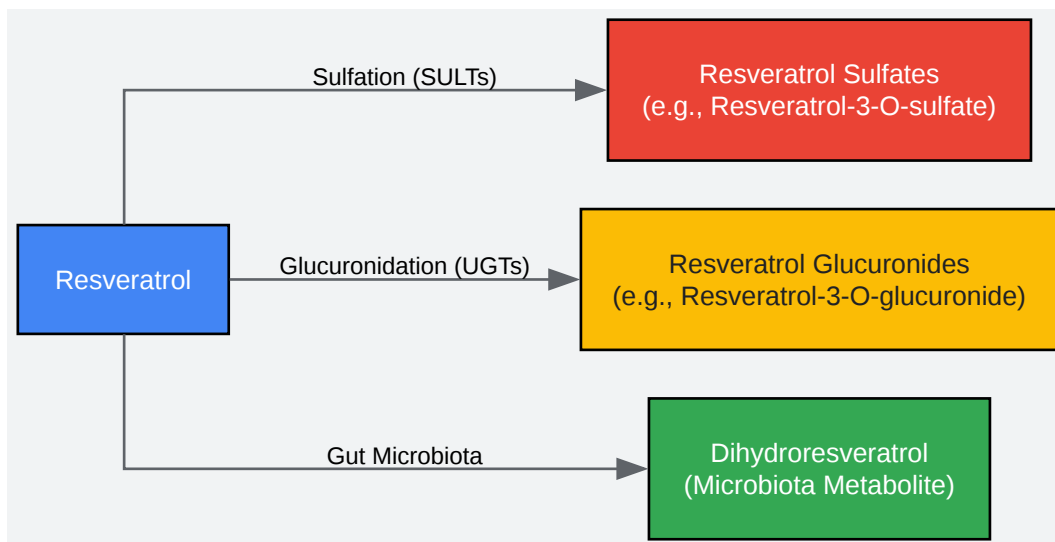 Sulfation (SULTs)
Resveratrol Sulfates
(e.g., Resveratrol-3-O-sulfate)
Resveratrol
Glucuronidation (UGTs)
Resveratrol Glucuronides
(e.g., Resveratrol-3-O-glucuronide)
Gut Microbiota
Dihydroresveratrol
(Microbiota Metabolite)